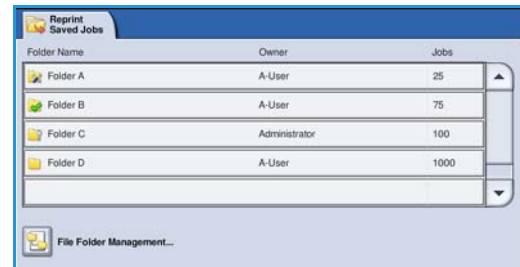 Reprint
Saved Jobs
Folder Name Owner Jobs
Folder A A-User 25
Folder B A-User 75
Folder C Administrator 100
Folder D A-User 1000
File Folder Management...